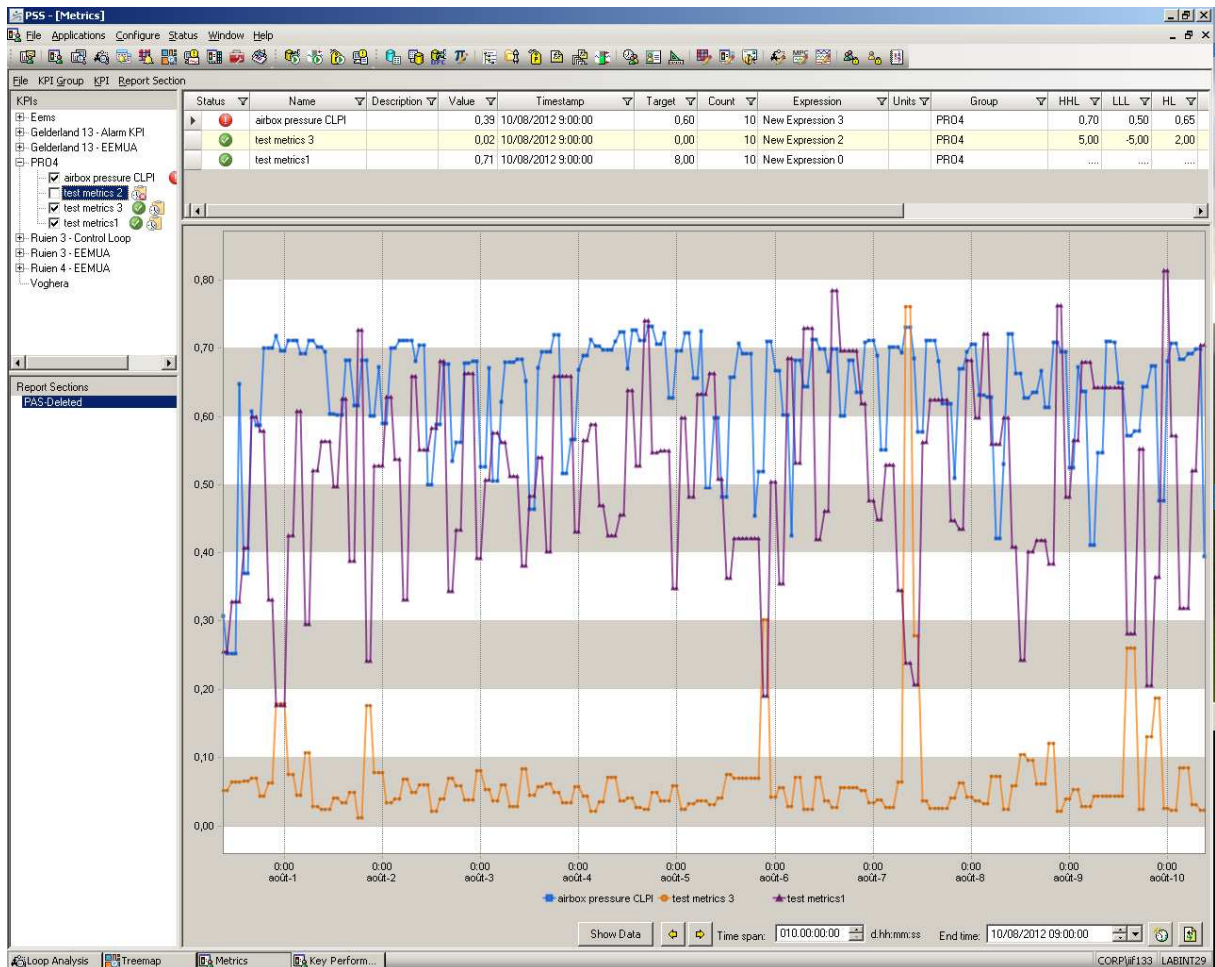 PSS - [Metrics]
File Applications Configure Status Window Help
File KPI Group KPI Report Section
KPIs
Eems
Gelderland 13 - Alarm KPI
Gelderland 13 - EEMUA
PRO4
airbox pressure CLPI
test metrics 2
test metrics 3
test metrics1
Ruien 3 - Control Loop
Ruien 3 - EEMUA
Ruien 4 - EEMUA
Voghera
Report Sections
PAS-Deleted
Status Name Description Value Timestamp Target Count Expression Units Group HHL LLL HL
airbox pressure CLPI 0,39 10/08/2012 9:00:00 0,60 10 New Expression 3 PRO4 0,70 0,50 0,65
test metrics 3 0,02 10/08/2012 9:00:00 0,00 10 New Expression 2 PRO4 5,00 -5,00 2,00
test metrics1 0,71 10/08/2012 9:00:00 8,00 10 New Expression 0 PRO4 .... .... ....
0,80
0,70
0,60
0,50
0,40
0,30
0,20
0,10
0,00
0:00 0:00 0:00 0:00 0:00 0:00 0:00 0:00 0:00 0:00
août-1 août-2 août-3 août-4 août-5 août-6 août-7 août-8 août-9 août-10
airbox pressure CLPI test metrics 3 test metrics1
Show Data Time span: 010.00:00:00 d.hh:mm:ss End time: 10/08/2012 09:00:00
Loop Analysis Treemap Metrics Key Perform... CORP\jif133 LABINT29